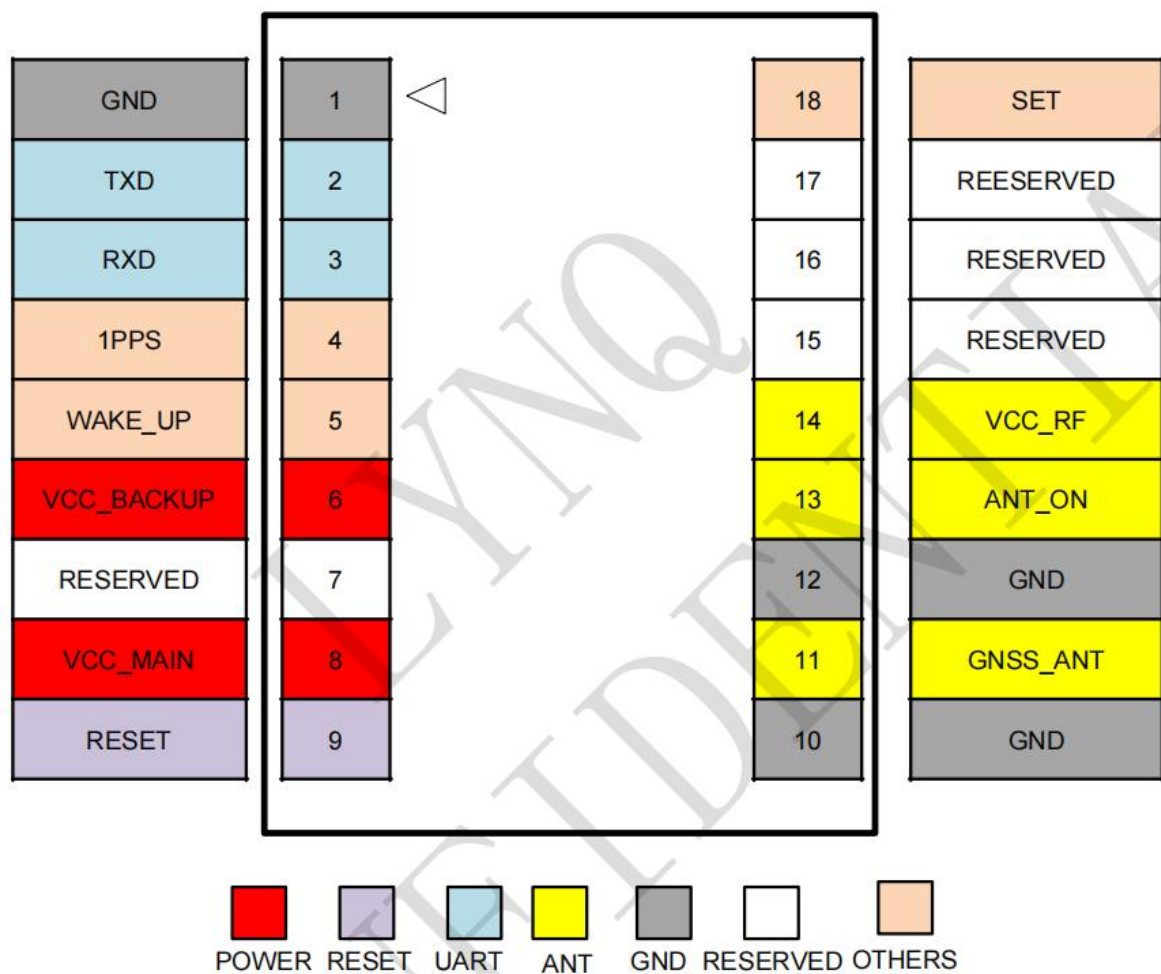 GND 1 18 SET
TXD 2 17 REESERVED
RXD 3 16 RESERVED
1PPS 4 15 RESERVED
WAKE_UP 5 14 VCC_RF
VCC_BACKUP 6 13 ANT_ON
RESERVED 7 12 GND
VCC_MAIN 8 11 GNSS_ANT
RESET 9 10 GND
LYNQ
FIDENTIA
POWER RESET UART ANT GND RESERVED OTHERS